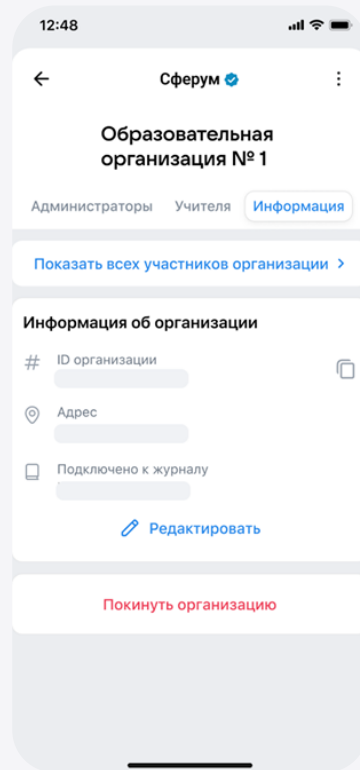 12:48
Сферум
Образовательная
организация № 1
Администраторы Учителя Информация
Показать всех участников организации
Информация об организации
# ID организации
Адрес
Подключено к журналу
Редактировать
Покинуть организацию